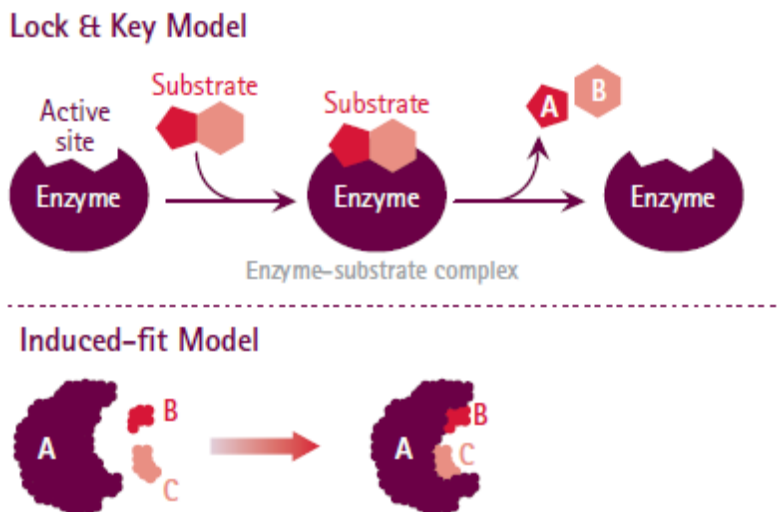 Lock & Key Model
Substrate
Active
site
Enzyme
Substrate
Enzyme
A
B
Enzyme
Enzyme-substrate complex
Induced-fit Model
A
B
C
A
B
C